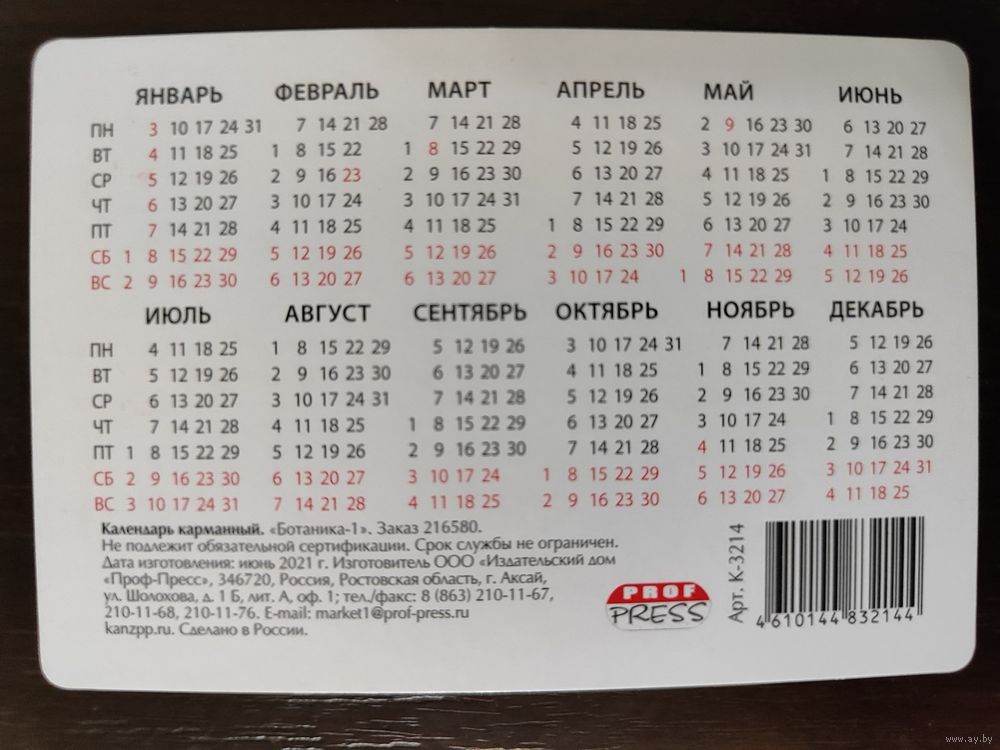 ЯНВАРЬ ФЕВРАЛЬ МАРТ АПРЕЛЬ МАЙ ИЮНЬ
ПН 3 10 17 24 31 7 14 21 28 7 14 21 28 4 11 18 25 2 9 16 23 30 6 13 20 27
ВТ 4 11 18 25 1 8 15 22 1 8 15 22 29 5 12 19 26 3 10 17 24 31 7 14 21 28
СР 5 12 19 26 2 9 16 23 2 9 16 23 30 6 13 20 27 4 11 18 25 1 8 15 22 29
ЧТ 6 13 20 27 3 10 17 24 3 10 17 24 31 7 14 21 28 5 12 19 26 2 9 16 23 30
ПТ 7 14 21 28 4 11 18 25 4 11 18 25 1 8 15 22 29 6 13 20 27 3 10 17 24
СБ 1 8 15 22 29 5 12 19 26 5 12 19 26 2 9 16 23 30 7 14 21 28 4 11 18 25
ВС 2 9 16 23 30 6 13 20 27 6 13 20 27 3 10 17 24 1 8 15 22 29 5 12 19 26
ИЮЛЬ АВГУСТ СЕНТЯБРЬ ОКТЯБРЬ НОЯБРЬ ДЕКАБРЬ
ПН 4 11 18 25 1 8 15 22 29 5 12 19 26 3 10 17 24 31 7 14 21 28 5 12 19 26
ВТ 5 12 19 26 2 9 16 23 30 6 13 20 27 4 11 18 25 1 8 15 22 29 6 13 20 27
СР 6 13 20 27 3 10 17 24 31 7 14 21 28 5 12 19 26 2 9 16 23 30 7 14 21 28
ЧТ 7 14 21 28 4 11 18 25 1 8 15 22 29 6 13 20 27 3 10 17 24 1 8 15 22 29
ПТ 1 8 15 22 29 5 12 19 26 2 9 16 23 30 7 14 21 28 4 11 18 25 2 9 16 23 30
СБ 2 9 16 23 30 6 13 20 27 3 10 17 24 1 8 15 22 29 5 12 19 26 3 10 17 24 31
ВС 3 10 17 24 31 7 14 21 28 4 11 18 25 2 9 16 23 30 6 13 20 27 4 11 18 25
Календарь карманный. «Ботаника-1». Заказ 216580.
Не подлежит обязательной сертификации. Срок службы не ограничен.
Дата изготовления: июнь 2021 г. Изготовитель ООО «Издательский дом
«Проф-Пресс», 346720, Россия, Ростовская область, г. Аксай,
ул. Шолохова, д. 1 Б, лит. А, оф. 1; тел./факс: 8 (863) 210-11-67,
210-11-68, 210-11-76. E-mail: market1@prof-press.ru
kanzpp.ru. Сделано в России.
PROF
PRESS
Арт. К-3214
4 610144 832144
www.ay.by